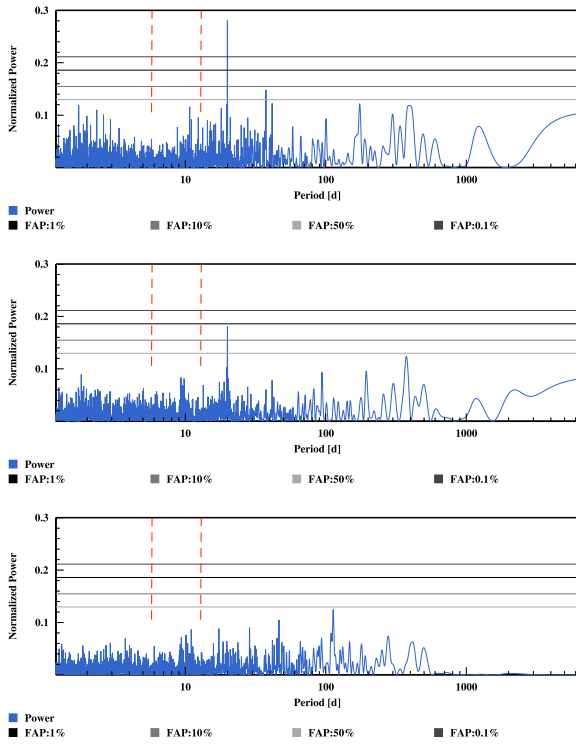 0.3
0.2
0.1
Normalized Power
10 100 1000
Period [d]
Power
FAP:1% FAP:10% FAP:50% FAP:0.1%
0.3
0.2
0.1
Normalized Power
10 100 1000
Period [d]
Power
FAP:1% FAP:10% FAP:50% FAP:0.1%
0.3
0.2
0.1
Normalized Power
10 100 1000
Period [d]
Power
FAP:1% FAP:10% FAP:50% FAP:0.1%